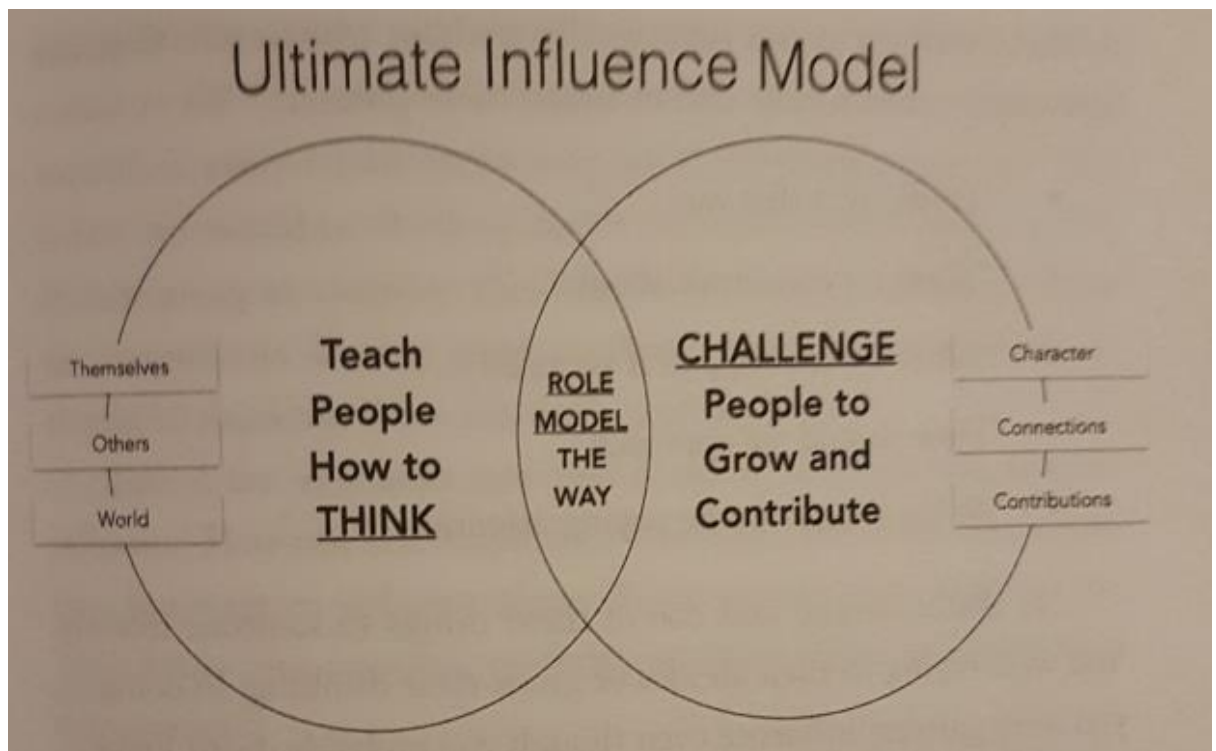 Ultimate Influence Model
Themselves
Others
World
Teach
People
How to
THINK
ROLE
MODEL
THE
WAY
CHALLENGE
People to
Grow and
Contribute
Character
Connections
Contributions